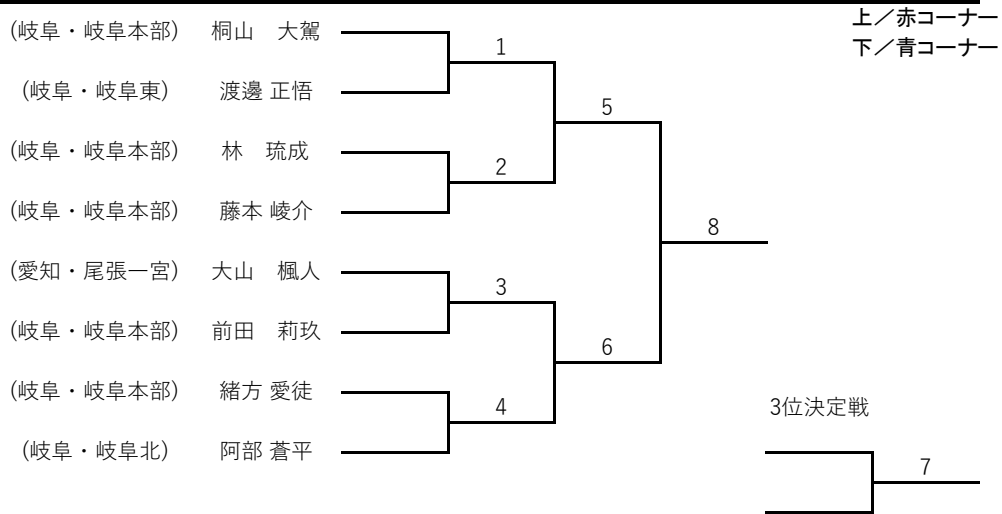 上／赤コーナー
下／青コーナー
(岐阜・岐阜本部) 桐山　大駕
1
(岐阜・岐阜東) 渡邊 正悟
5
(岐阜・岐阜本部) 林　琉成
2
(岐阜・岐阜本部) 藤本 崚介
8
(愛知・尾張一宮) 大山　楓人
3
(岐阜・岐阜本部) 前田　莉玖
6
(岐阜・岐阜本部) 緒方 愛徒
4
3位決定戦
(岐阜・岐阜北) 阿部 蒼平
7